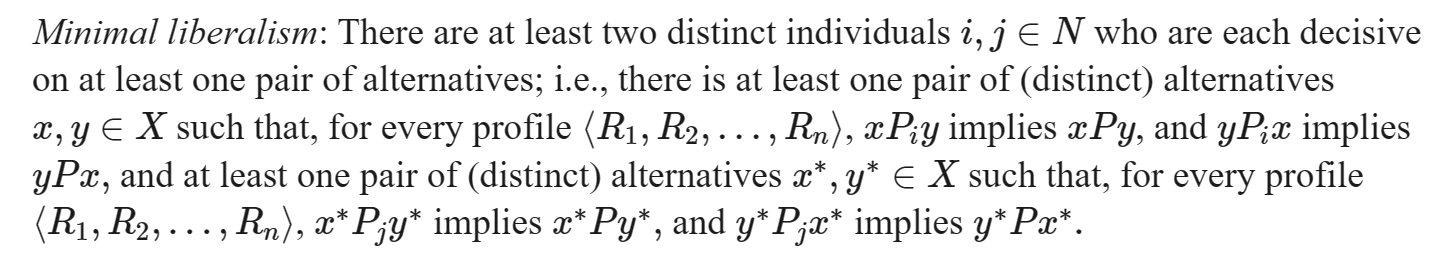 Minimal liberalism: There are at least two distinct individuals i, j ∈ N who are each decisive
on at least one pair of alternatives; i.e., there is at least one pair of (distinct) alternatives
x, y ∈ X such that, for every profile ⟨R₁, R₂, …, Rₙ⟩, xPᵢy implies xPy, and yPᵢx implies
yPx, and at least one pair of (distinct) alternatives x*, y* ∈ X such that, for every profile
⟨R₁, R₂, …, Rₙ⟩, x*Pⱼy* implies x*Py*, and y*Pⱼx* implies y*Px*.